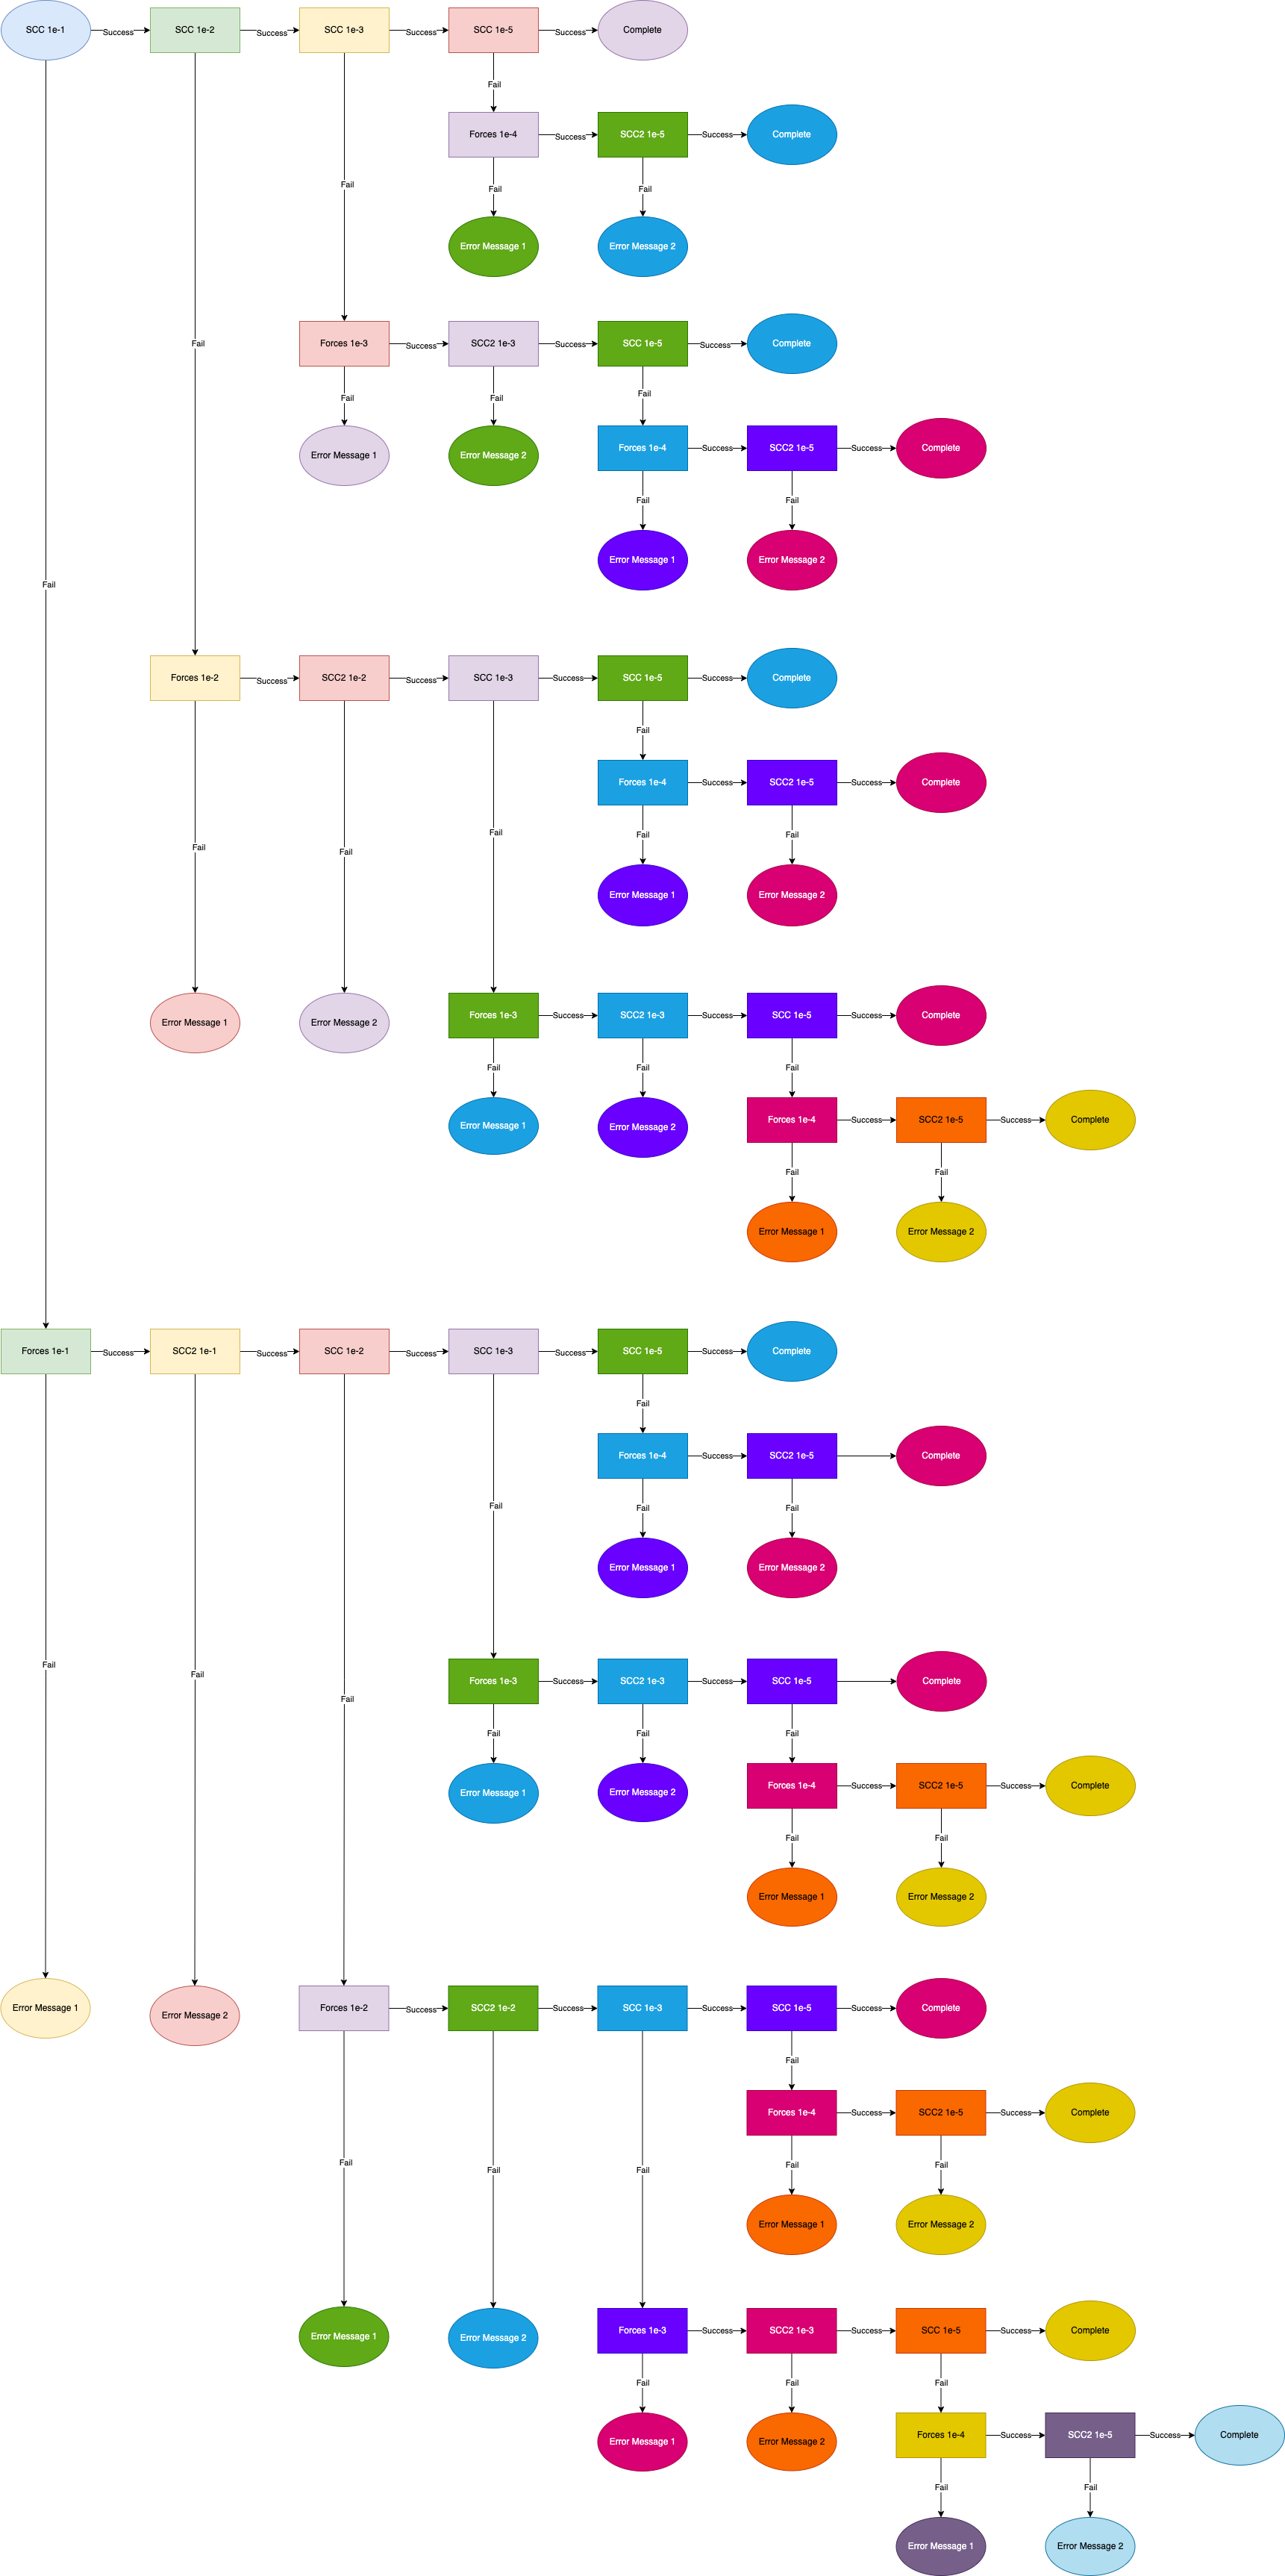 SCC 1e-1
Success
SCC 1e-2
Success
SCC 1e-3
Success
SCC 1e-5
Success
Complete
Fail
Forces 1e-4
Success
SCC2 1e-5
Success
Complete
Fail
Fail
Fail
Error Message 1
Error Message 2
Fail
Forces 1e-3
Success
SCC2 1e-3
Success
SCC 1e-5
Success
Complete
Fail
Fail
Fail
Error Message 1
Error Message 2
Forces 1e-4
Success
SCC2 1e-5
Success
Complete
Fail
Fail
Error Message 1
Error Message 2
Fail
Forces 1e-2
Success
SCC2 1e-2
Success
SCC 1e-3
Success
SCC 1e-5
Success
Complete
Fail
Forces 1e-4
Success
SCC2 1e-5
Success
Complete
Fail
Fail
Fail
Fail
Fail
Error Message 1
Error Message 2
Error Message 1
Error Message 2
Forces 1e-3
Success
SCC2 1e-3
Success
SCC 1e-5
Success
Complete
Fail
Fail
Fail
Error Message 1
Error Message 2
Forces 1e-4
Success
SCC2 1e-5
Success
Complete
Fail
Fail
Error Message 1
Error Message 2
Forces 1e-1
Success
SCC2 1e-1
Success
SCC 1e-2
Success
SCC 1e-3
Success
SCC 1e-5
Success
Complete
Fail
Forces 1e-4
Success
SCC2 1e-5
Complete
Fail
Fail
Fail
Error Message 1
Error Message 2
Fail
Fail
Fail
Forces 1e-3
Success
SCC2 1e-3
Success
SCC 1e-5
Complete
Fail
Fail
Fail
Error Message 1
Error Message 2
Forces 1e-4
Success
SCC2 1e-5
Success
Complete
Fail
Fail
Error Message 1
Error Message 2
Error Message 1
Error Message 2
Forces 1e-2
Success
SCC2 1e-2
Success
SCC 1e-3
Success
SCC 1e-5
Success
Complete
Fail
Forces 1e-4
Success
SCC2 1e-5
Success
Complete
Fail
Fail
Fail
Fail
Fail
Error Message 1
Error Message 2
Error Message 1
Error Message 2
Forces 1e-3
Success
SCC2 1e-3
Success
SCC 1e-5
Success
Complete
Fail
Fail
Fail
Error Message 1
Error Message 2
Forces 1e-4
Success
SCC2 1e-5
Success
Complete
Fail
Fail
Error Message 1
Error Message 2